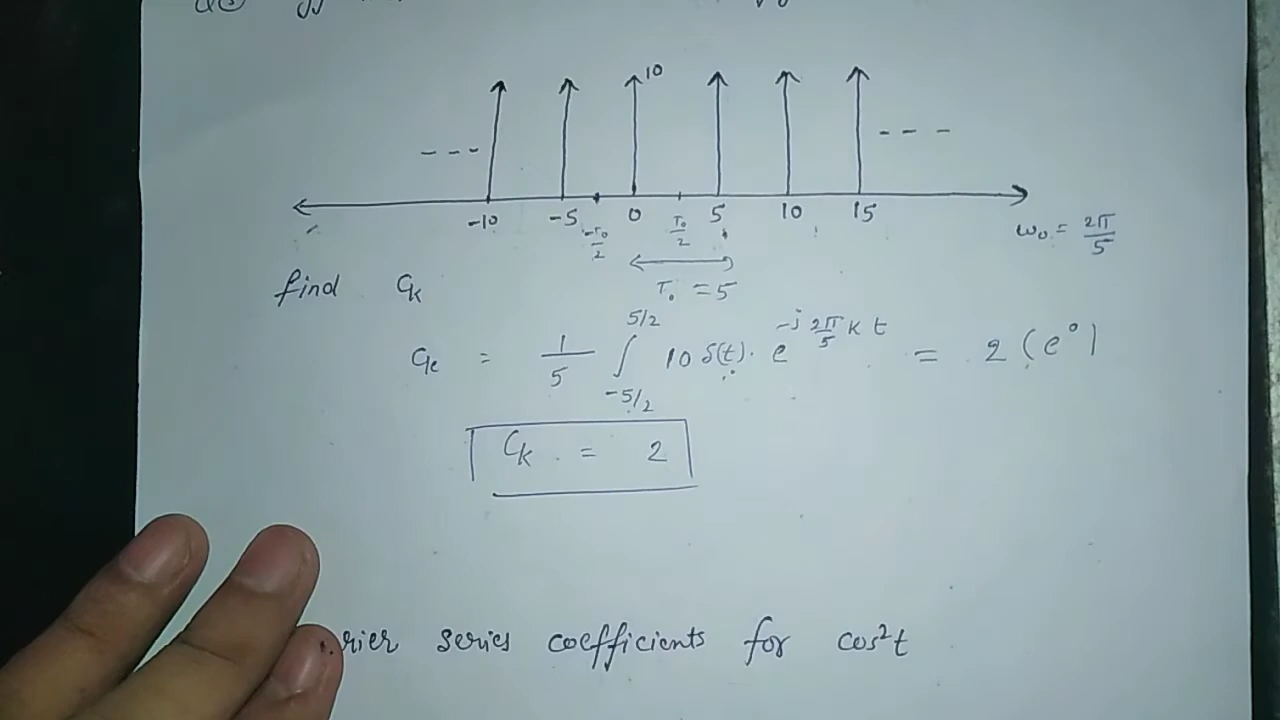 10
-10 -5 -T₀/2 0 T₀/2 5 10 15
ω₀ = 2π/5
T₀ = 5
find Cₖ
Cₖ = 1/5 ∫_{-5/2}^{5/2} 10 δ(t). e^{-j 2π/5 k t} = 2 (e⁰)
Cₖ = 2
rier series coefficients for cos²t